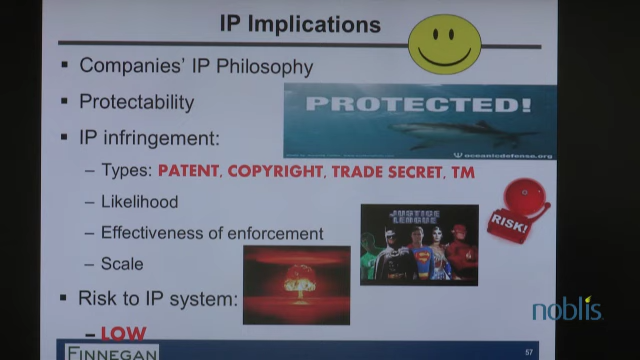 IP Implications
Companies' IP Philosophy
Protectability
PROTECTED!
oceanicdefense.org
IP infringement:
– Types: PATENT, COPYRIGHT, TRADE SECRET, TM
– Likelihood
JUSTICE
LEAGUE
RISK!
– Effectiveness of enforcement
– Scale
Risk to IP system:
– LOW
noblis
FINNEGAN
57